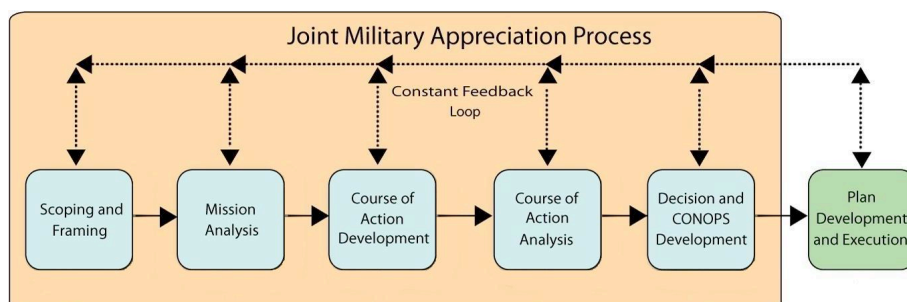 Joint Military Appreciation Process
Constant Feedback
Loop
Scoping and
Framing
Mission
Analysis
Course of
Action
Development
Course of
Action
Analysis
Decision and
CONOPS
Development
Plan
Development
and Execution